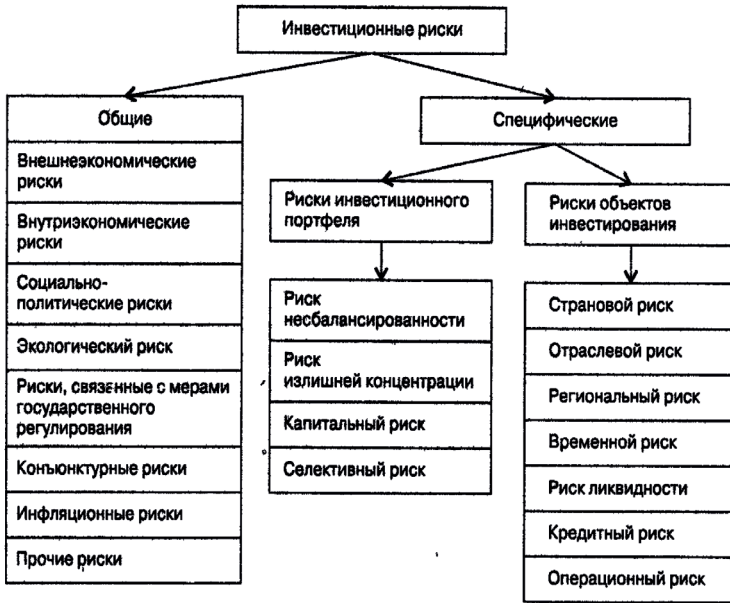 Инвестиционные риски
Общие
Внешнеэкономические
риски
Внутриэкономические
риски
Социально-
политические риски
Экологический риск
Риски, связанные с мерами
государственного
регулирования
Конъюнктурные риски
Инфляционные риски
Прочие риски
Специфические
Риски инвестиционного
портфеля
Риск
несбалансированности
Риск
излишней концентрации
Капитальный риск
Селективный риск
Риски объектов
инвестирования
Страновой риск
Отраслевой риск
Региональный риск
Временной риск
Риск ликвидности
Кредитный риск
Операционный риск